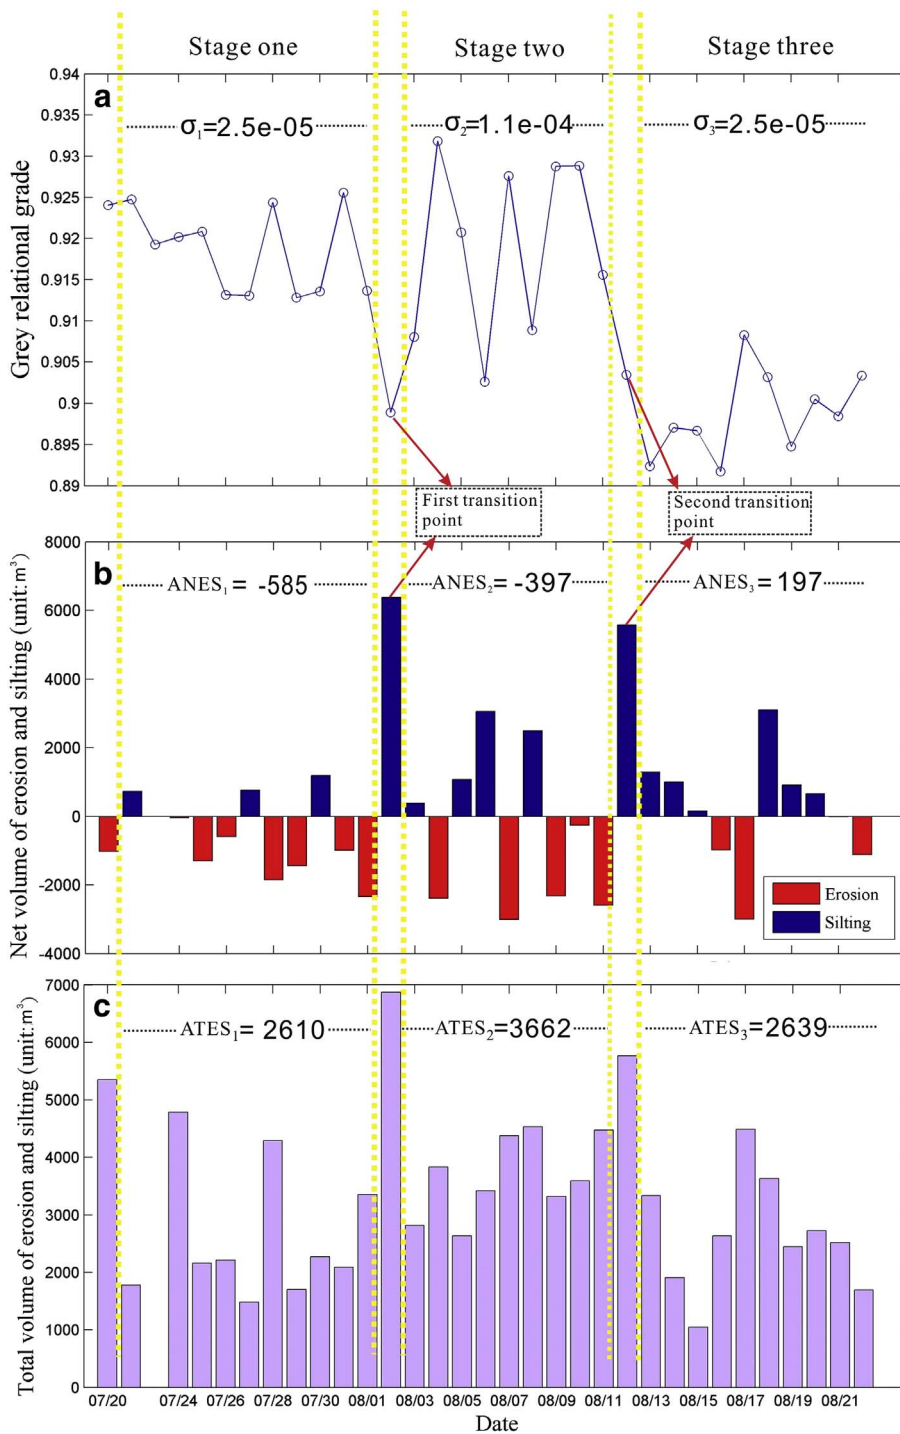 Stage one Stage two Stage three
a
σ1=2.5e-05 σ2=1.1e-04 σ3=2.5e-05
0.94
0.935
0.93
0.925
0.92
0.915
0.91
0.905
0.9
0.895
0.89
Grey relational grade
First transition
point
Second transition
point
b
ANES1= -585 ANES2= -397 ANES3= 197
8000
6000
4000
2000
0
-2000
-4000
Net volume of erosion and silting (unit:m³)
Erosion
Silting
c
ATES1= 2610 ATES2=3662 ATES3=2639
7000
6000
5000
4000
3000
2000
1000
0
Total volume of erosion and silting (unit:m³)
07/20 07/24 07/26 07/28 07/30 08/01 08/03 08/05 08/07 08/09 08/11 08/13 08/15 08/17 08/19 08/21
Date